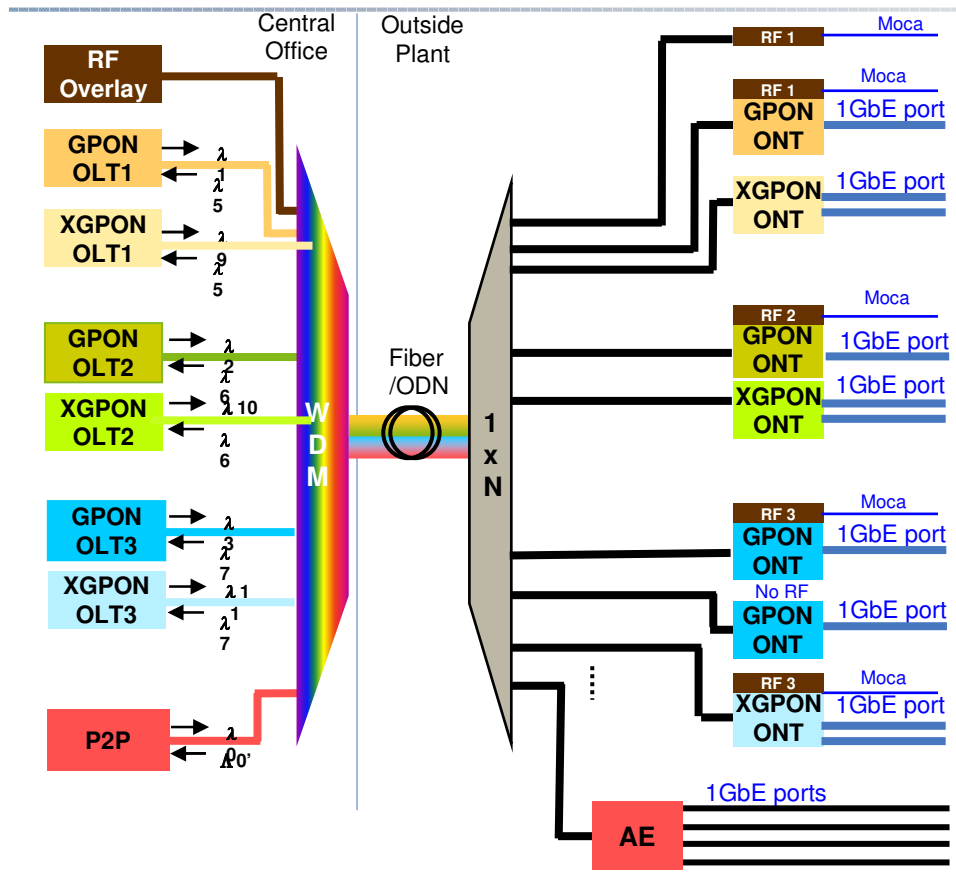 Central
Office
Outside
Plant
RF
Overlay
GPON
OLT1
λ
1
λ
5
XGPON
OLT1
λ
9
λ
5
GPON
OLT2
λ
2
λ
6
XGPON
OLT2
λ10
λ
6
GPON
OLT3
λ
3
λ
7
XGPON
OLT3
λ1
1
λ
7
P2P
λ
0
Λ0'
W
D
M
Fiber
/ODN
1
x
N
RF 1
Moca
RF 1
Moca
GPON
ONT
1GbE port
XGPON
ONT
1GbE port
RF 2
Moca
GPON
ONT
1GbE port
XGPON
ONT
1GbE port
RF 3
Moca
GPON
ONT
1GbE port
No RF
GPON
ONT
1GbE port
RF 3
Moca
XGPON
ONT
1GbE port
AE
1GbE ports